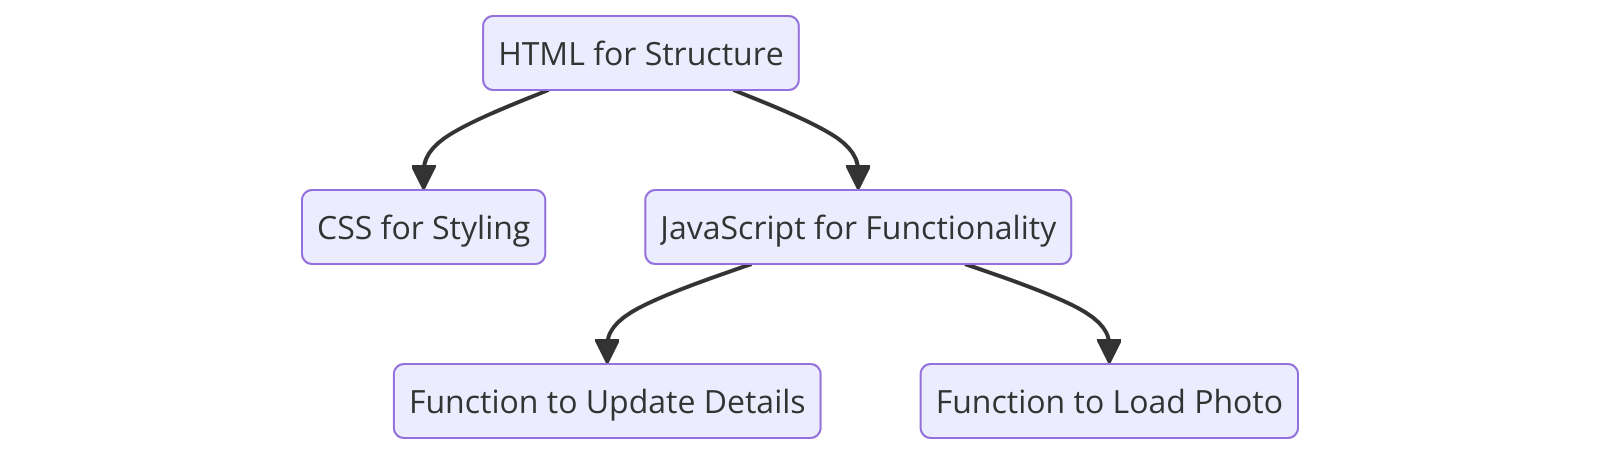 HTML for Structure
CSS for Styling
JavaScript for Functionality
Function to Update Details
Function to Load Photo